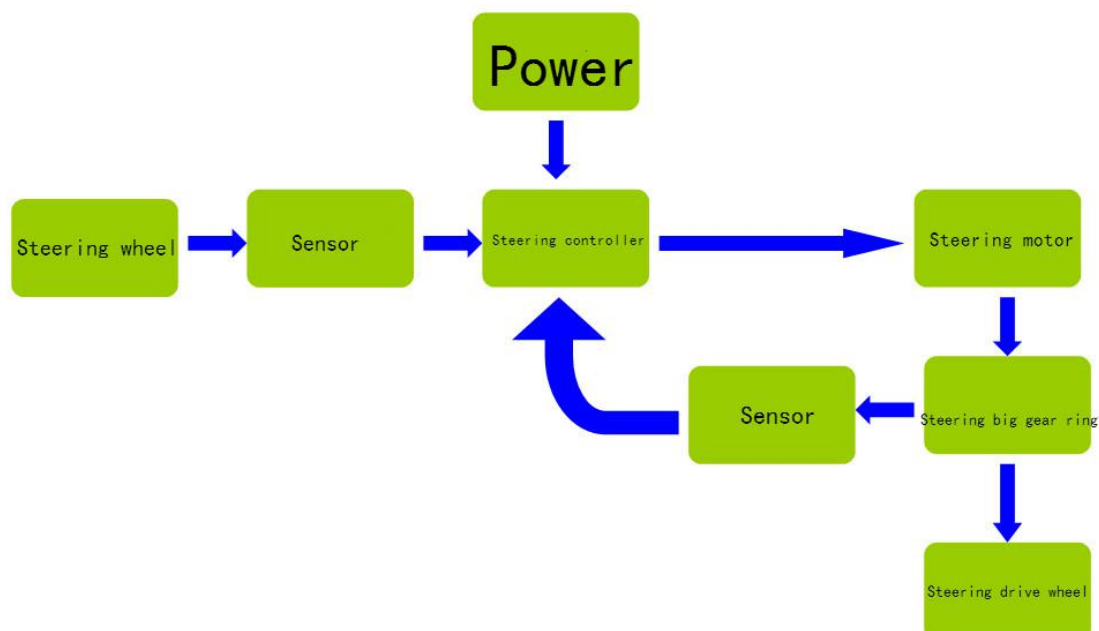 Power
Steering wheel
Sensor
Steering controller
Steering motor
Sensor
Steering big gear ring
Steering drive wheel